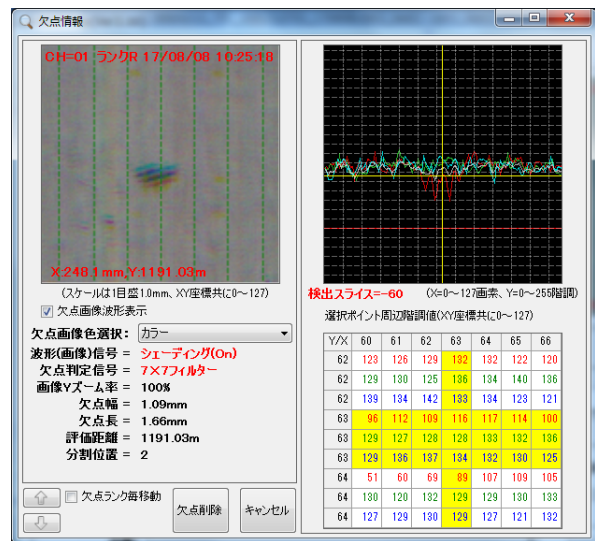 欠点情報
CH=01 ランクR 17/08/08 10:25:18
X:248.1mm,Y:1191.03m
(スケールは1目盛1.0mm、XY座標共に0～127)
欠点画像波形表示
欠点画像色選択: カラー
波形(画像)信号 = シェーディング(On)
欠点判定信号 = 7×7フィルター
画像Yズーム率 = 100%
欠点幅 = 1.09mm
欠点長 = 1.66mm
評価距離 = 1191.03m
分割位置 = 2
欠点ランク毎移動
欠点削除
キャンセル
検出スライス=-60 (X=0～127画素、Y=0～255階調)
選択ポイント周辺階調値(XY座標共に0～127)
Y/X 60 61 62 63 64 65 66
62 123 126 129 132 132 122 120
62 129 130 125 136 134 140 136
62 139 134 142 133 134 123 121
63 96 112 109 116 117 114 100
63 129 127 128 128 133 132 136
63 129 136 137 134 132 130 125
64 51 60 69 89 107 109 105
64 130 120 132 129 129 130 133
64 127 129 130 129 127 121 132